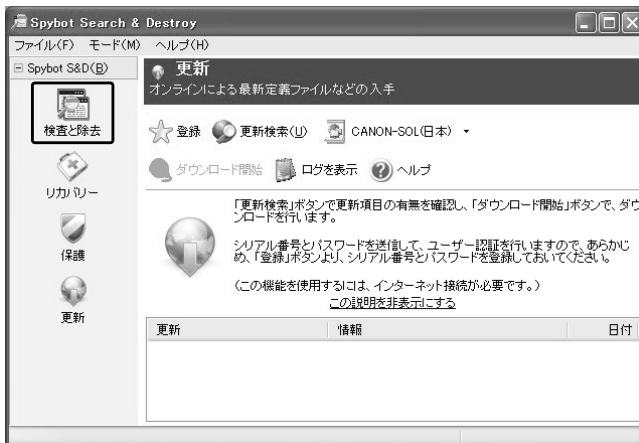 Spybot Search & Destroy
ファイル(F) モード(M) ヘルプ(H)
Spybot S&D(B)
検査と除去
リカバリー
保護
更新
更新
オンラインによる最新定義ファイルなどの入手
登録 更新検索(U) CANON-SOL(日本)
ダウンロード開始 ログを表示 ヘルプ
「更新検索」ボタンで更新項目の有無を確認し、「ダウンロード開始」ボタンで、ダウ
ンロードを行います。
シリアル番号とパスワードを送信して、ユーザー認証を行いますので、あらかじ
め、「登録」ボタンより、シリアル番号とパスワードを登録しておいてください。
(この機能を使用するには、インターネット接続が必要です。)
この説明を非表示にする
更新 情報 日付